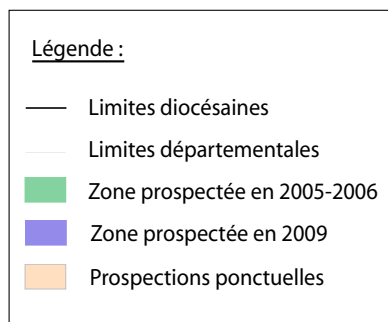 Légende :
Limites diocésaines
Limites départementales
Zone prospectée en 2005-2006
Zone prospectée en 2009
Prospections ponctuelles